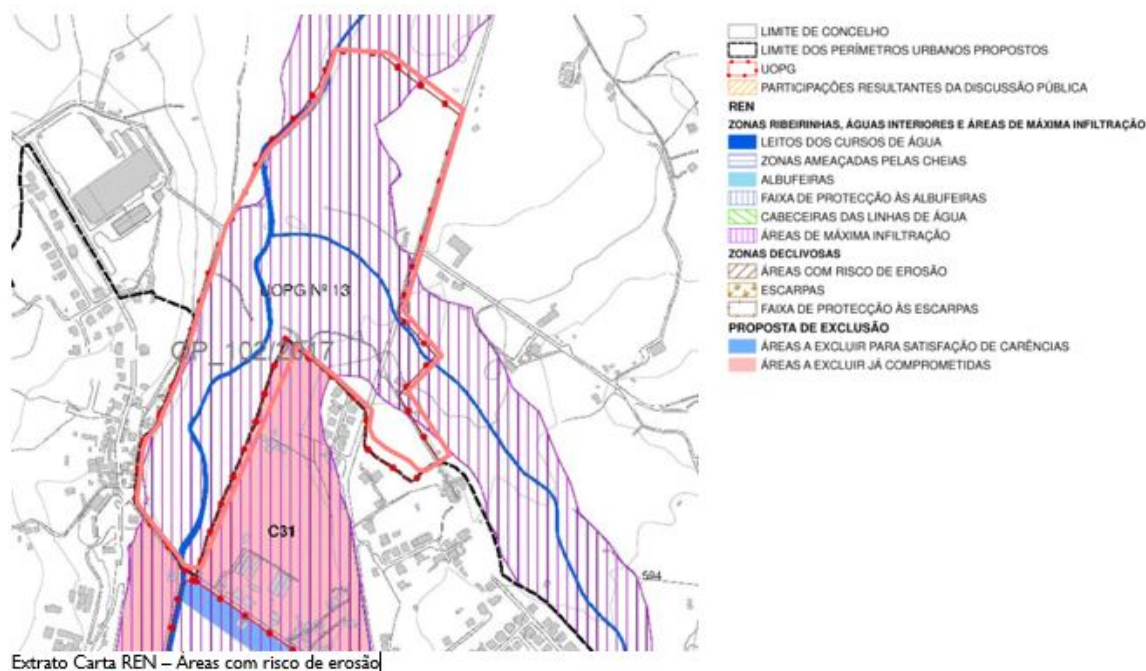 LIMITE DE CONCELHO
LIMITE DOS PERÍMETROS URBANOS PROPOSTOS
UOPG
PARTICIPAÇÕES RESULTANTES DA DISCUSSÃO PÚBLICA
REN
ZONAS RIBEIRINHAS, ÁGUAS INTERIORES E ÁREAS DE MÁXIMA INFILTRAÇÃO
LEITOS DOS CURSOS DE ÁGUA
ZONAS AMEAÇADAS PELAS CHEIAS
ALBUFEIRAS
FAIXA DE PROTECÇÃO ÀS ALBUFEIRAS
CABECEIRAS DAS LINHAS DE ÁGUA
ÁREAS DE MÁXIMA INFILTRAÇÃO
ZONAS DECLIVOSAS
ÁREAS COM RISCO DE EROSÃO
ESCARPAS
FAIXA DE PROTECÇÃO ÀS ESCARPAS
PROPOSTA DE EXCLUSÃO
ÁREAS A EXCLUIR PARA SATISFAÇÃO DE CARÊNCIAS
ÁREAS A EXCLUIR JÁ COMPROMETIDAS
UOPG Nº 13
GP_102/2017
C31
594
Extrato Carta REN – Áreas com risco de erosão